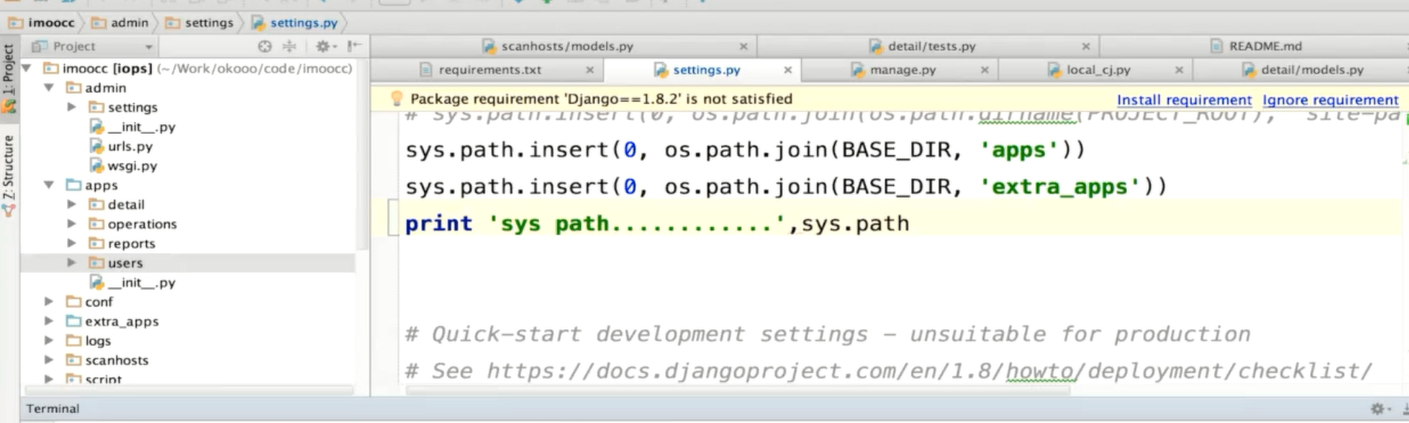 imoocc admin settings settings.py
1: Project
Z: Structure
Project
imoocc [iops] (~/Work/okooo/code/imoocc)
admin
settings
__init__.py
urls.py
wsgi.py
apps
detail
operations
reports
users
__init__.py
conf
extra_apps
logs
scanhosts
script
scanhosts/models.py detail/tests.py README.md
requirements.txt settings.py manage.py local_cj.py detail/models.py
Package requirement 'Django==1.8.2' is not satisfied Install requirement Ignore requirement
# sys.path.insert(0, os.path.join(os.path.dirname(PROJECT_ROOT), 'site-pa
sys.path.insert(0, os.path.join(BASE_DIR, 'apps'))
sys.path.insert(0, os.path.join(BASE_DIR, 'extra_apps'))
print 'sys path............',sys.path
# Quick-start development settings - unsuitable for production
# See https://docs.djangoproject.com/en/1.8/howto/deployment/checklist/
Terminal